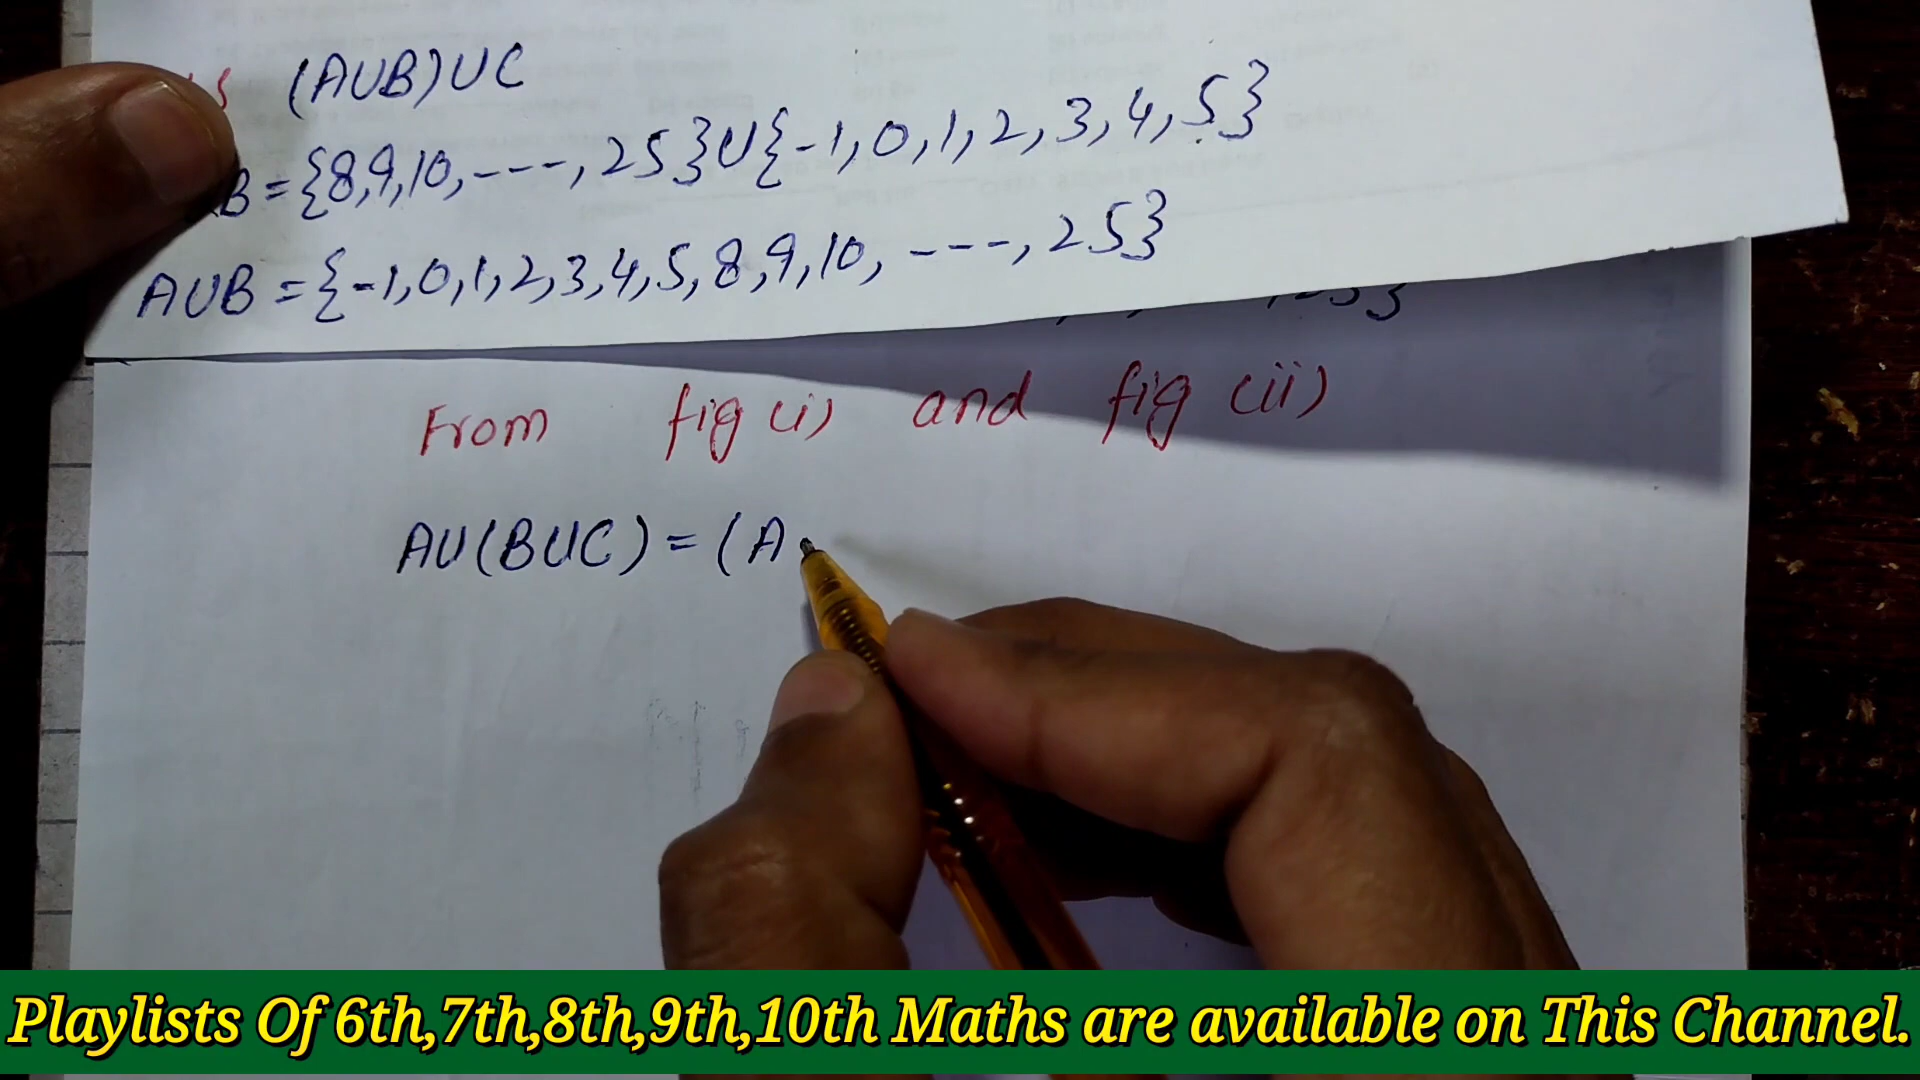 (AUB)UC
B = {8,9,10,---,25}U{-1,0,1,2,3,4,5}
AUB = {-1,0,1,2,3,4,5,8,9,10,---,25}
,25}
From fig (i) and fig (ii)
AU(BUC) = (A
Playlists Of 6th,7th,8th,9th,10th Maths are available on This Channel.